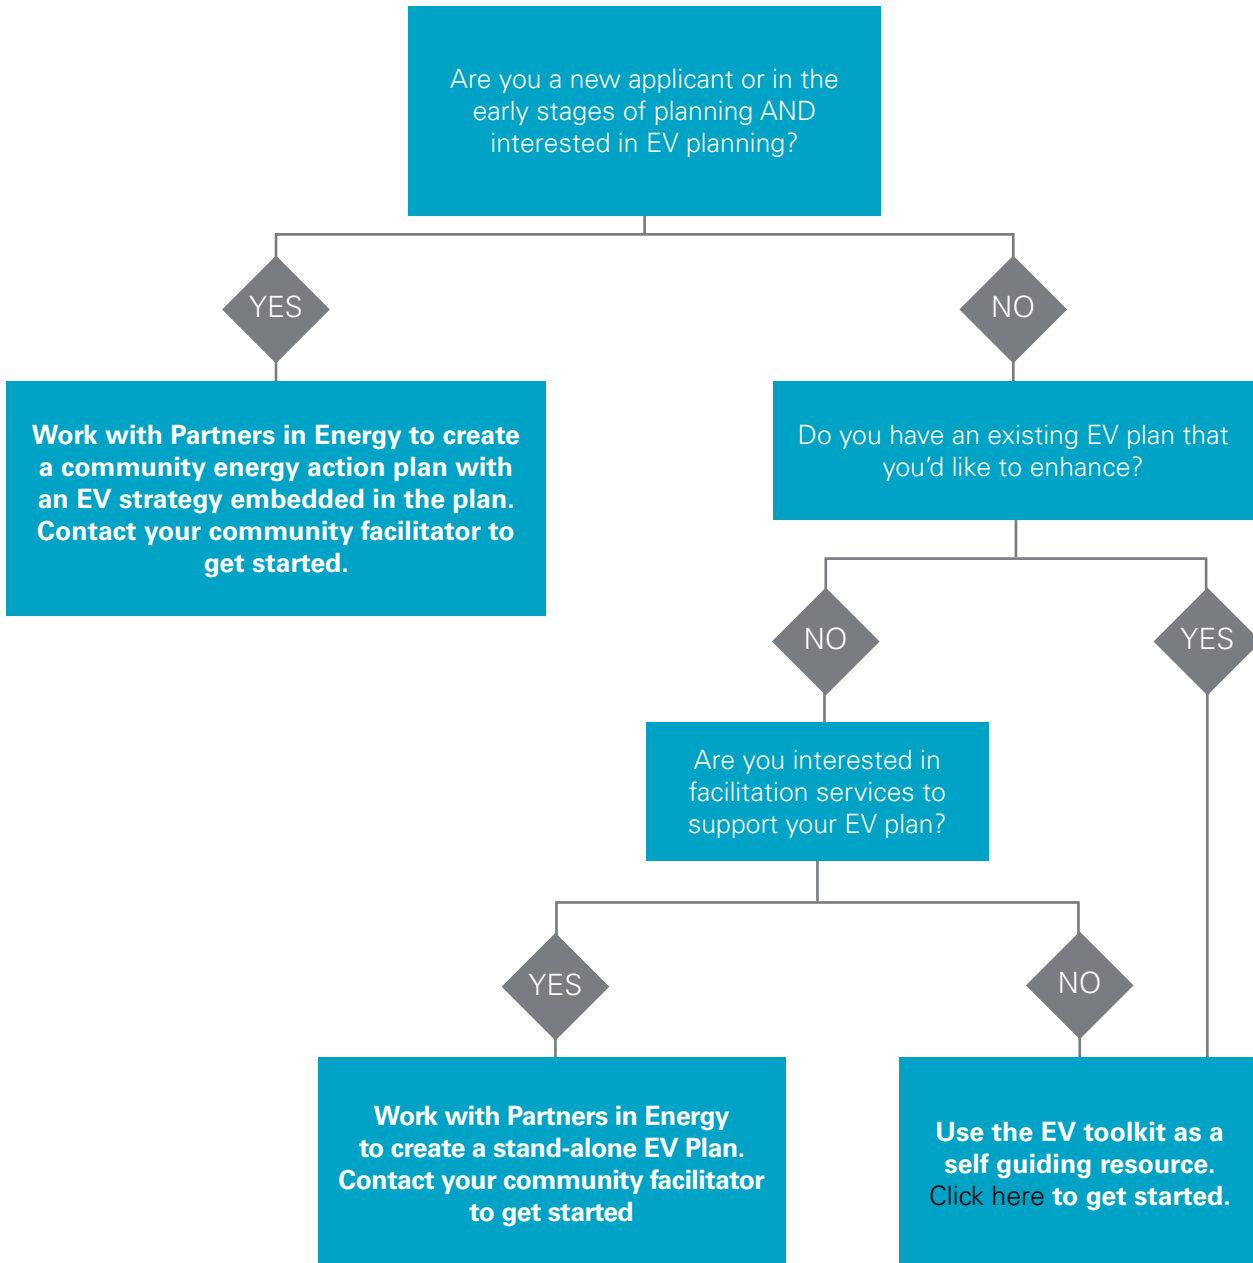 Are you a new applicant or in the
early stages of planning AND
interested in EV planning?
YES
NO
Work with Partners in Energy to create
a community energy action plan with
an EV strategy embedded in the plan.
Contact your community facilitator to
get started.
Do you have an existing EV plan that
you’d like to enhance?
NO
YES
Are you interested in
facilitation services to
support your EV plan?
YES
NO
Work with Partners in Energy
to create a stand-alone EV Plan.
Contact your community facilitator
to get started
Use the EV toolkit as a
self guiding resource.
Click here to get started.